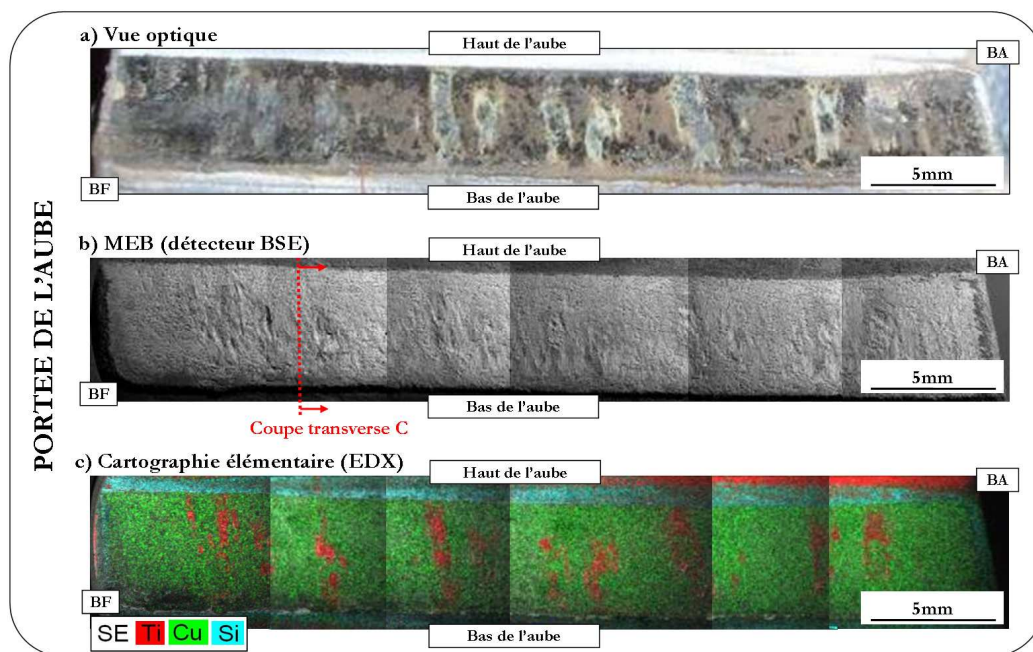 a) Vue optique
Haut de l'aube
BA
BF
Bas de l'aube
5mm
PORTEE DE L'AUBE
b) MEB (détecteur BSE)
Haut de l'aube
BA
BF
Bas de l'aube
5mm
Coupe transverse C
c) Cartographie élémentaire (EDX)
Haut de l'aube
BA
BF
SE Ti Cu Si
Bas de l'aube
5mm